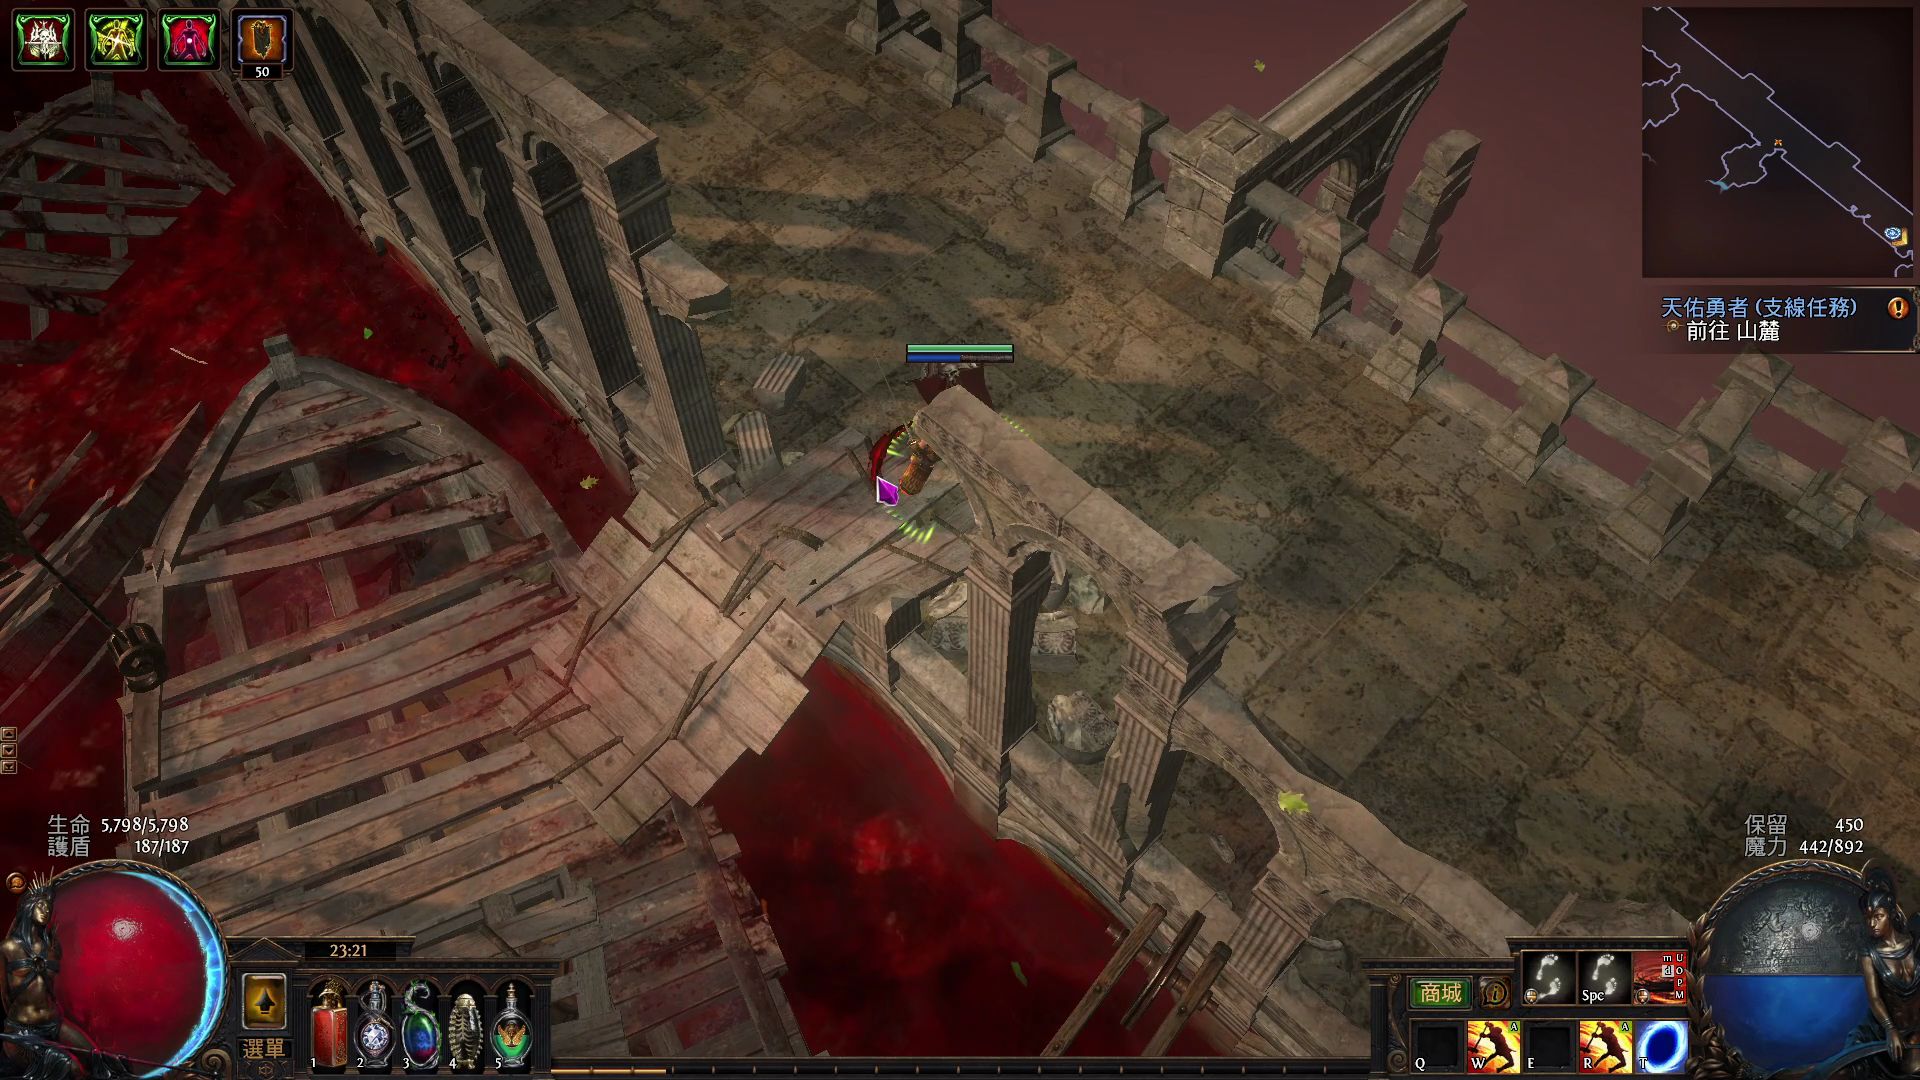 50
天佑勇者 (支線任務)
前往 山麓
生命 5,798/5,798
護盾 187/187
保留 450
魔力 442/892
23:21
選單
1 2 3 4 5
商城
Spc
m U
d O
P
M
Q W A E R A T